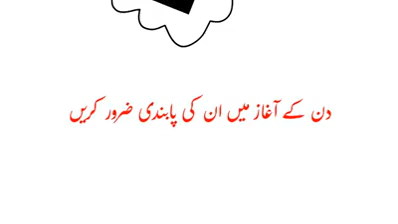 دن کے آغاز میں ان کی پابندی ضرور کریں